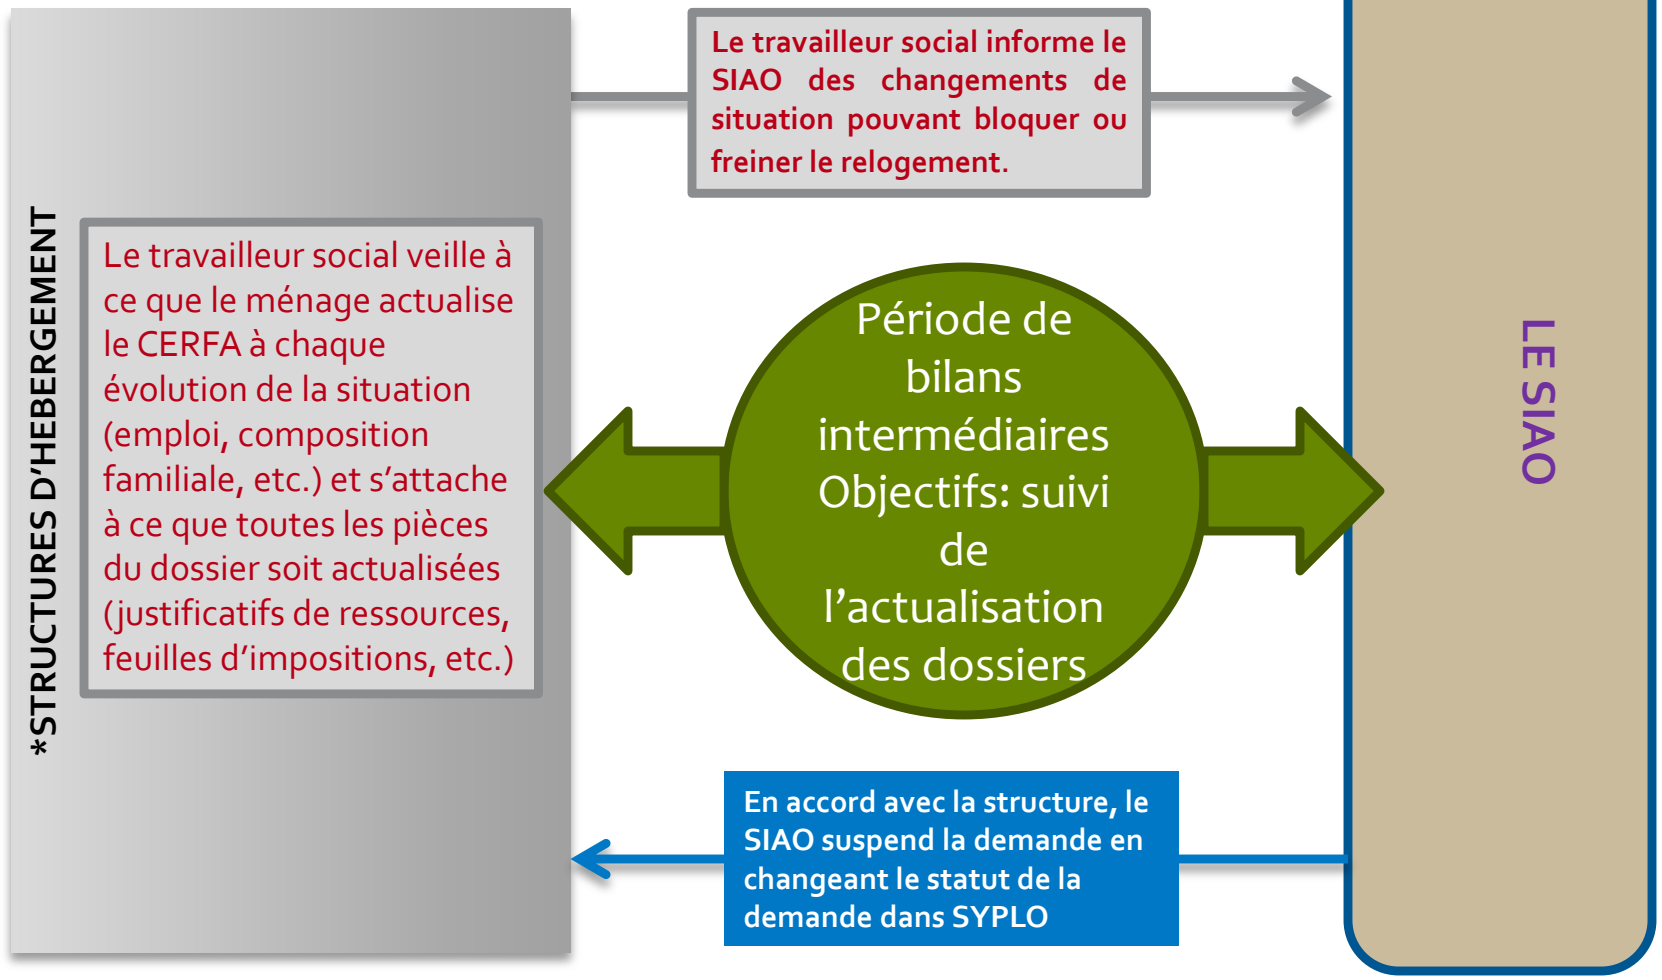 Le travailleur social informe le
SIAO des changements de
situation pouvant bloquer ou
freiner le relogement.
*STRUCTURES D’HEBERGEMENT
Le travailleur social veille à
ce que le ménage actualise
le CERFA à chaque
évolution de la situation
(emploi, composition
familiale, etc.) et s’attache
à ce que toutes les pièces
du dossier soit actualisées
(justificatifs de ressources,
feuilles d’impositions, etc.)
Période de
bilans
intermédiaires
Objectifs: suivi
de
l’actualisation
des dossiers
LE SIAO
En accord avec la structure, le
SIAO suspend la demande en
changeant le statut de la
demande dans SYPLO